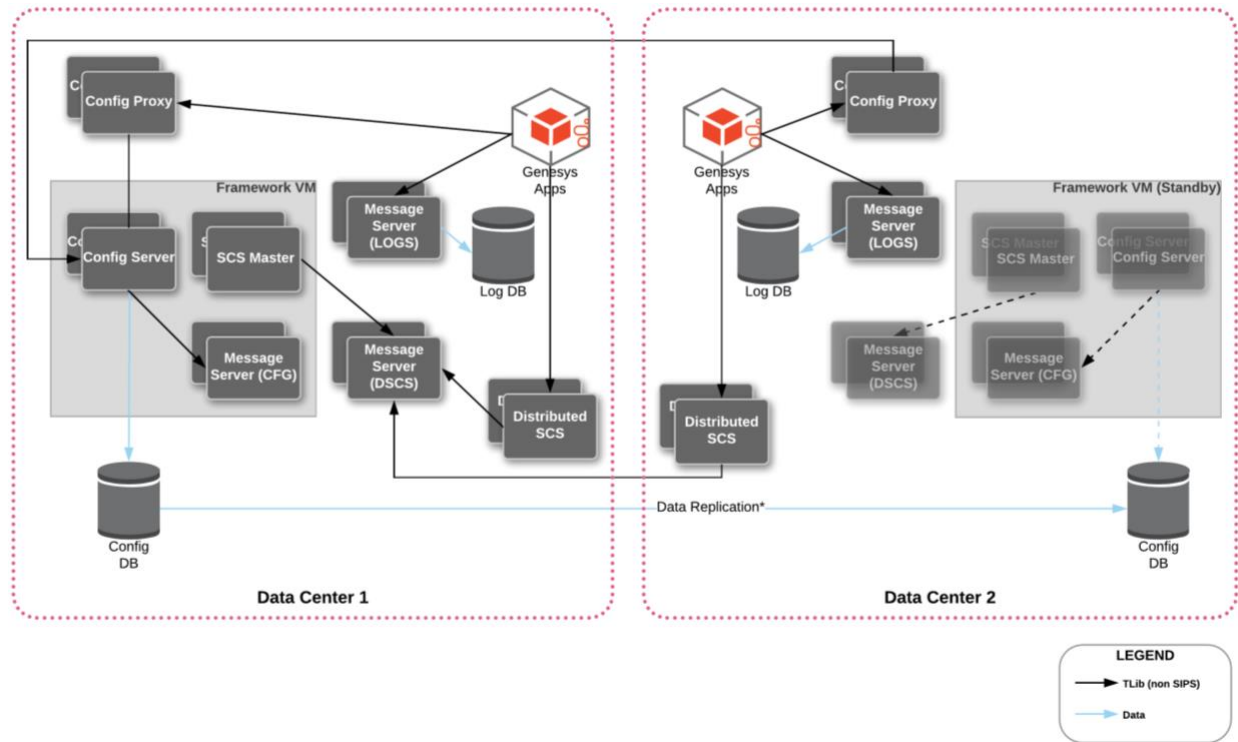 C
Config Proxy
Genesys
Apps
Framework VM
Co
Config Server
S
SCS Master
Message
Server
(LOGS)
Log DB
Message
Server (CFG)
Message
Server
(DSCS)
D
Distributed
SCS
Config
DB
Data Center 1
Data Replication*
C
Config Proxy
Genesys
Apps
Message
Server
(LOGS)
Log DB
Framework VM (Standby)
SCS Master
SCS Master
Config Server
Config Server
Message
Server
(DSCS)
Message
Server (CFG)
D
Distributed
SCS
Config
DB
Data Center 2
LEGEND
TLib (non SIPS)
Data